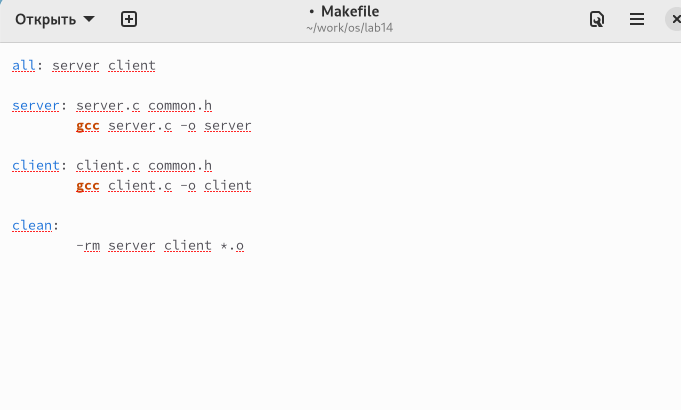 Открыть
• Makefile
~/work/os/lab14
all: server client
server: server.c common.h
gcc server.c -o server
client: client.c common.h
gcc client.c -o client
clean:
-rm server client *.o